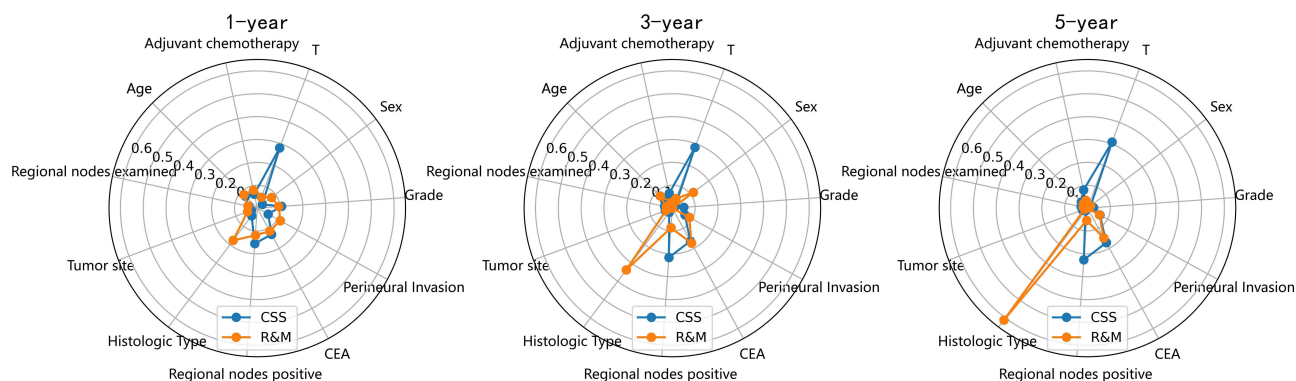 1-year
Adjuvant chemotherapy
T
Age
Sex
0.6
0.5
0.4
0.3
0.2
Regional nodes examined
Grade
Tumor site
Perineural Invasion
Histologic Type
CSS
R&M
CEA
Regional nodes positive
3-year
Adjuvant chemotherapy
T
Age
Sex
0.6
0.5
0.4
0.3
0.2
Regional nodes examined
Grade
Tumor site
Perineural Invasion
Histologic Type
CSS
R&M
CEA
Regional nodes positive
5-year
Adjuvant chemotherapy
T
Age
Sex
0.6
0.5
0.4
0.3
0.2
Regional nodes examined
Grade
Tumor site
Perineural Invasion
Histologic Type
CSS
R&M
CEA
Regional nodes positive